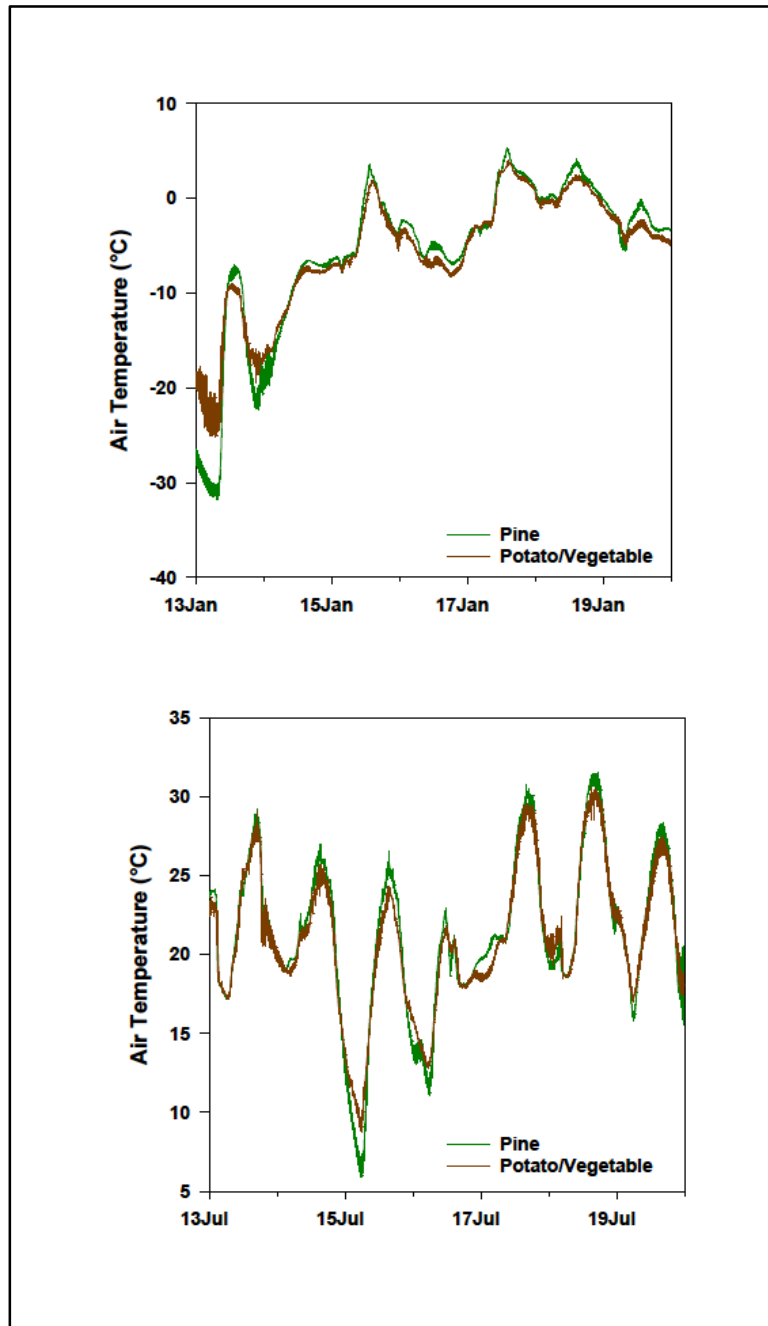 10
0
-10
-20
-30
-40
Air Temperature (°C)
Pine
Potato/Vegetable
13Jan 15Jan 17Jan 19Jan
35
30
25
20
15
10
5
Air Temperature (°C)
Pine
Potato/Vegetable
13Jul 15Jul 17Jul 19Jul